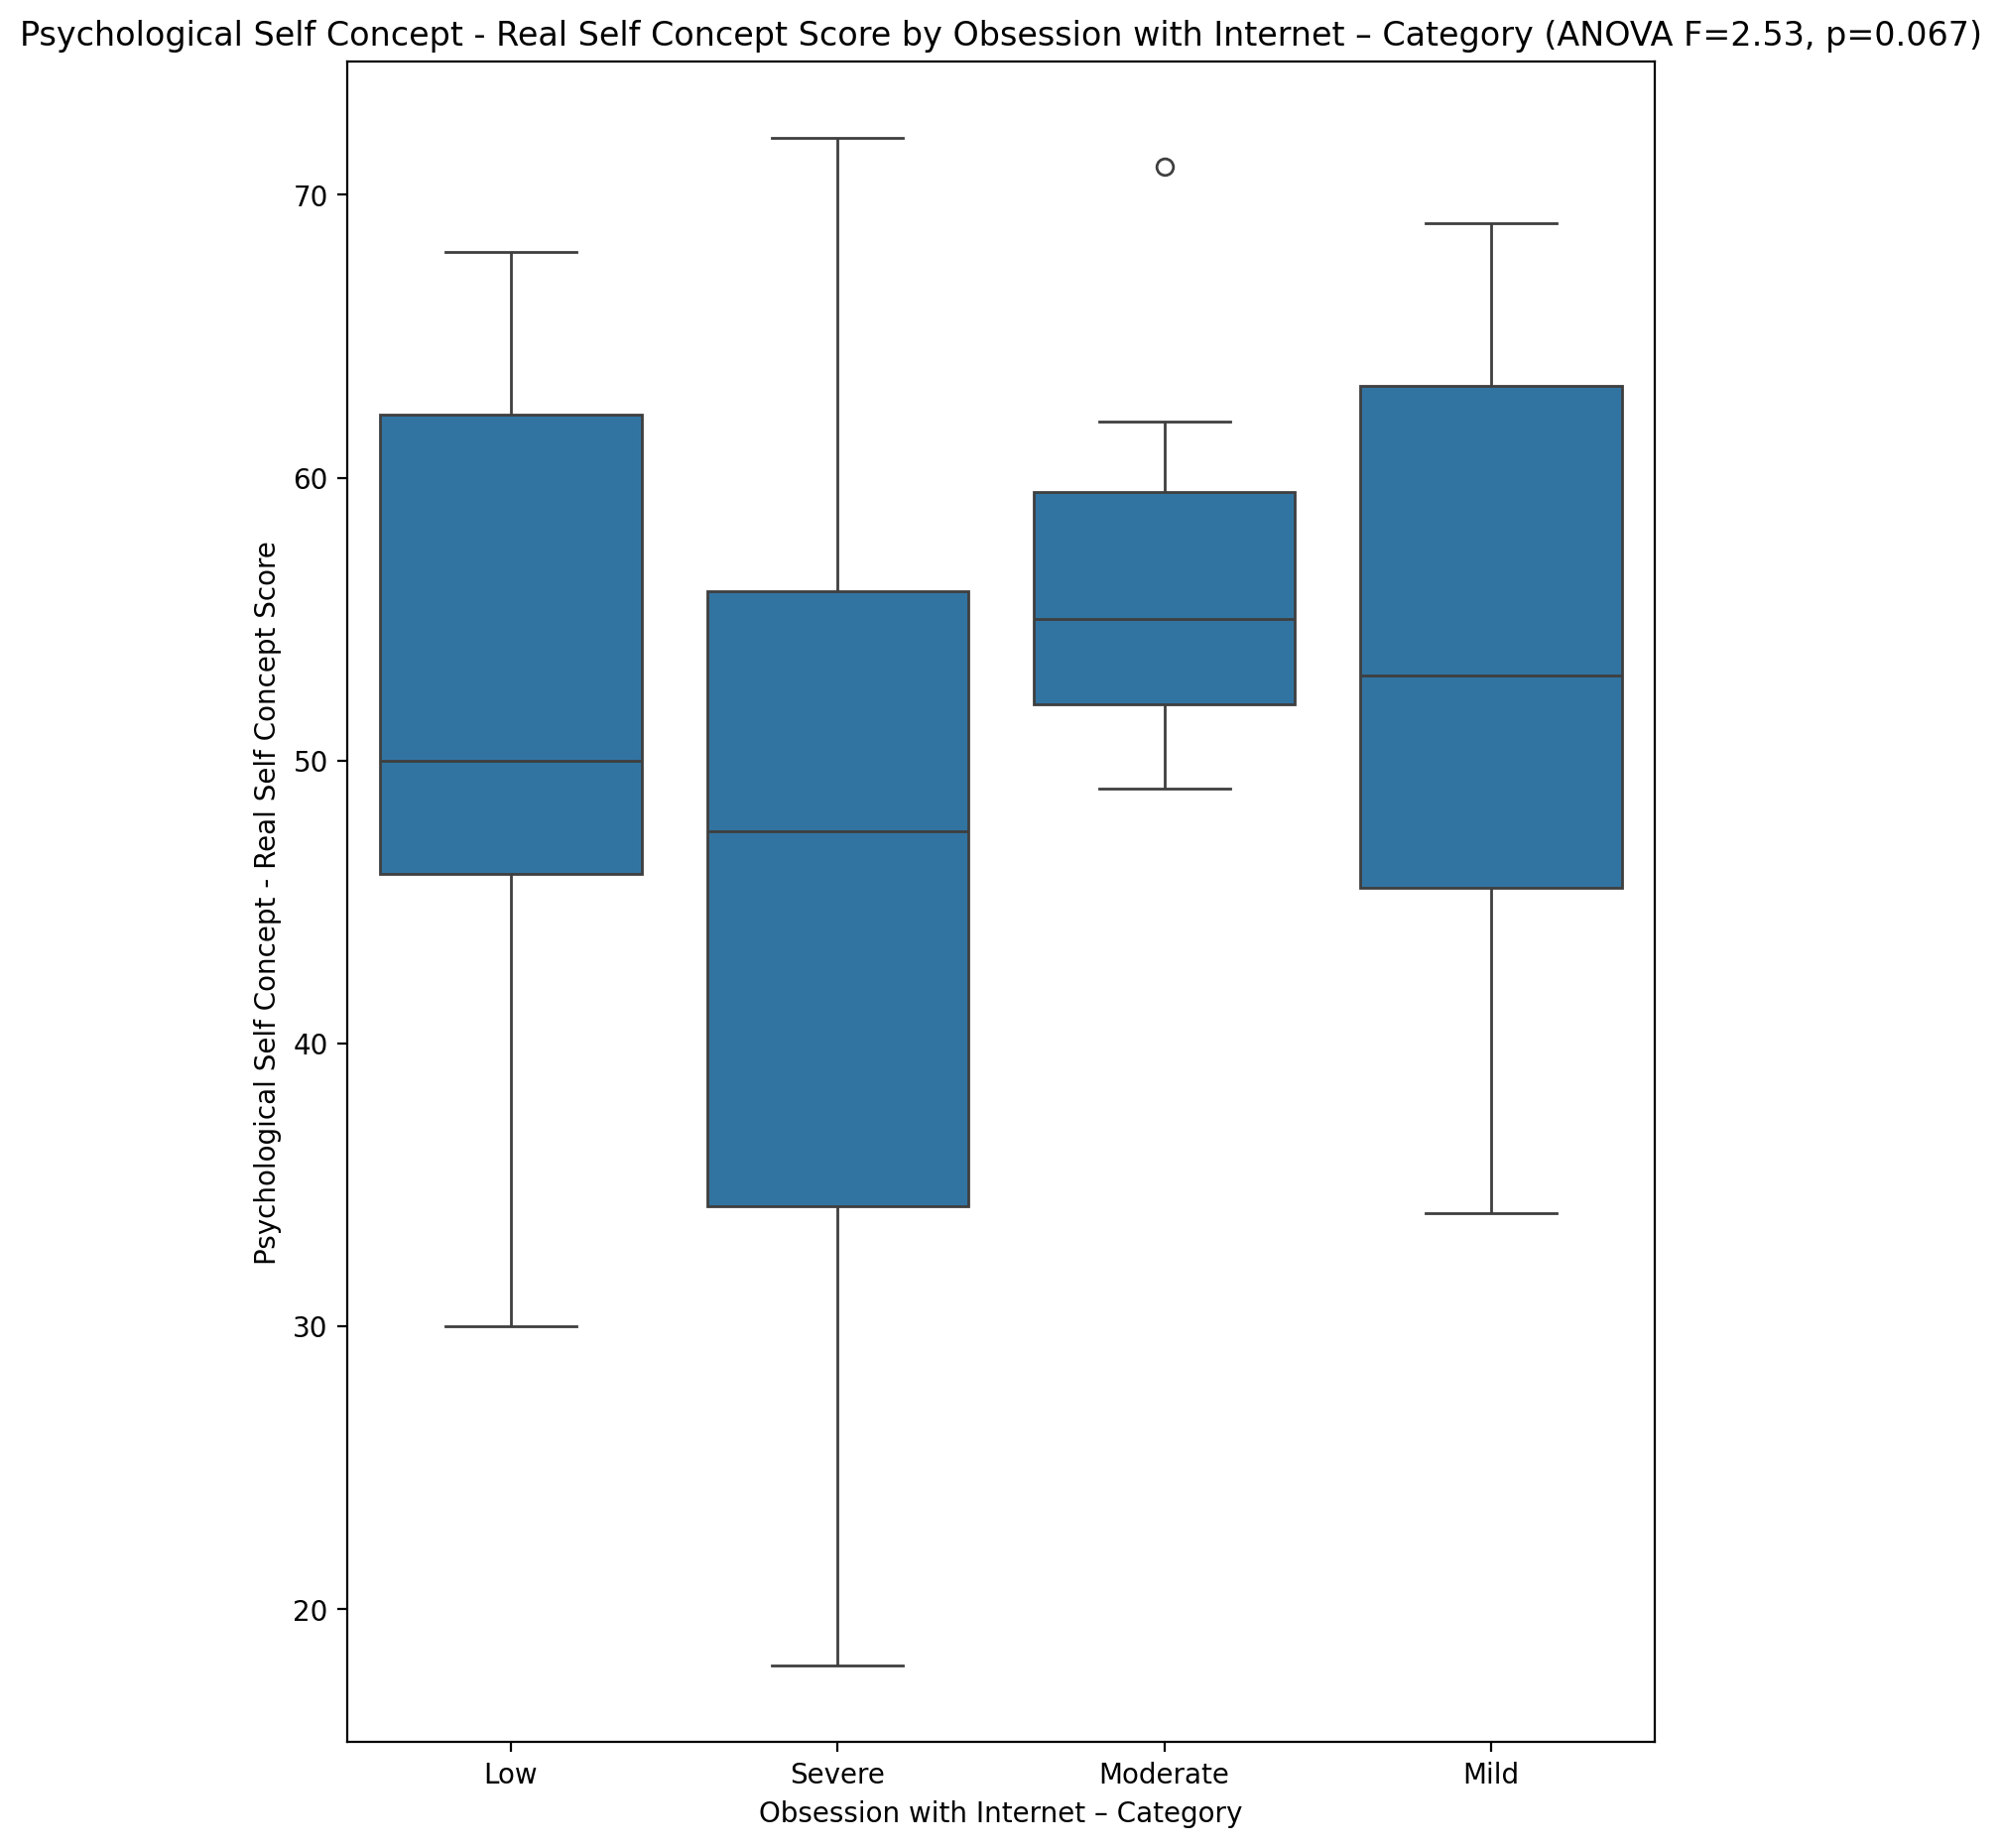 Psychological Self Concept - Real Self Concept Score by Obsession with Internet – Category (ANOVA F=2.53, p=0.067)
Psychological Self Concept - Real Self Concept Score
70
60
50
40
30
20
Low Severe Moderate Mild
Obsession with Internet – Category